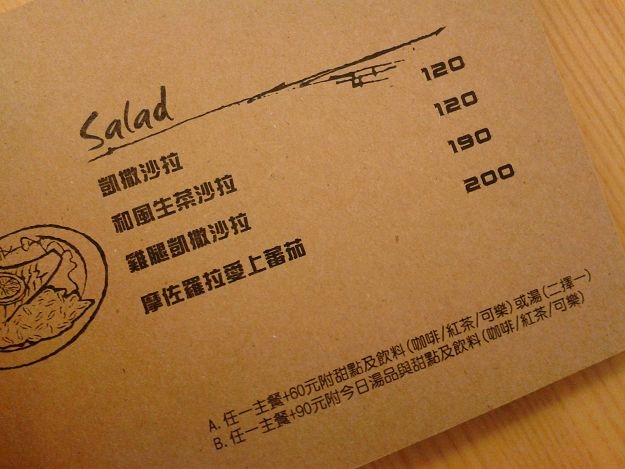 Salad
凱撒沙拉 120
和風生菜沙拉 120
雞腿凱撒沙拉 190
摩佐羅拉愛上蕃茄 200
A. 任一主餐+60元附甜點及飲料(咖啡/紅茶/可樂)或湯(二擇一)
B. 任一主餐+90元附今日湯品與甜點及飲料(咖啡/紅茶/可樂)